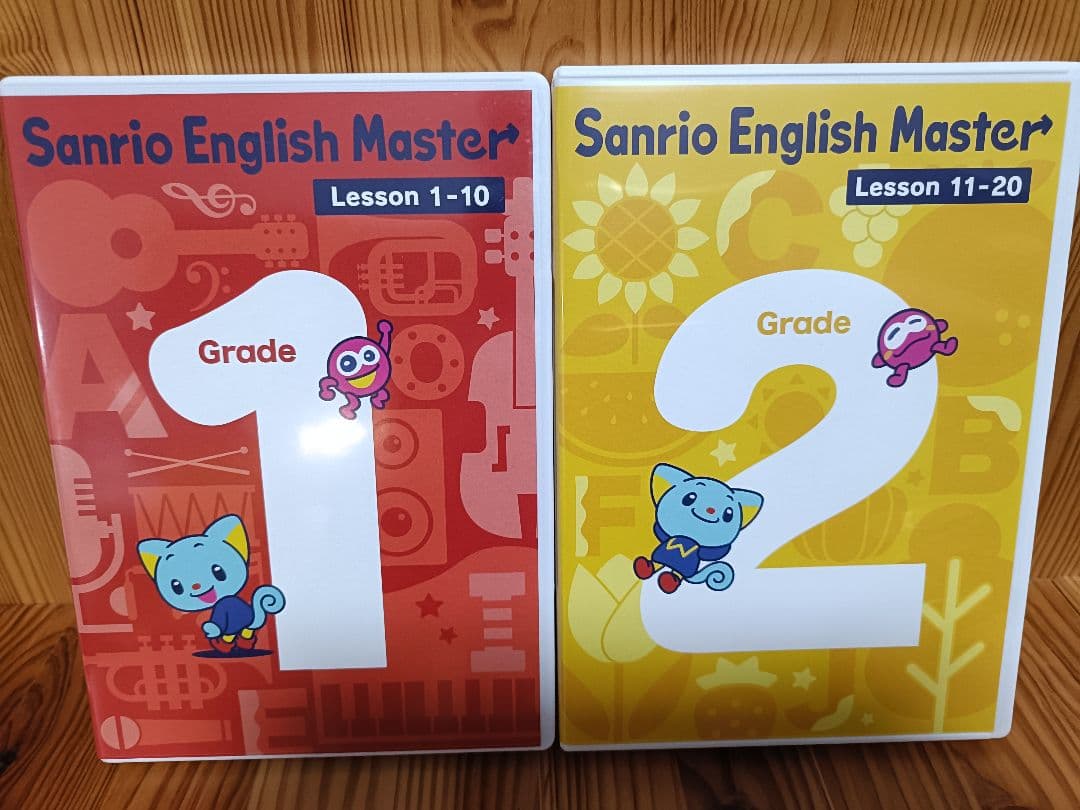 Sanrio English Master
Lesson 1-10
Grade
1
A
E
Sanrio English Master
Lesson 11-20
Grade
2
C
B
F
J
W